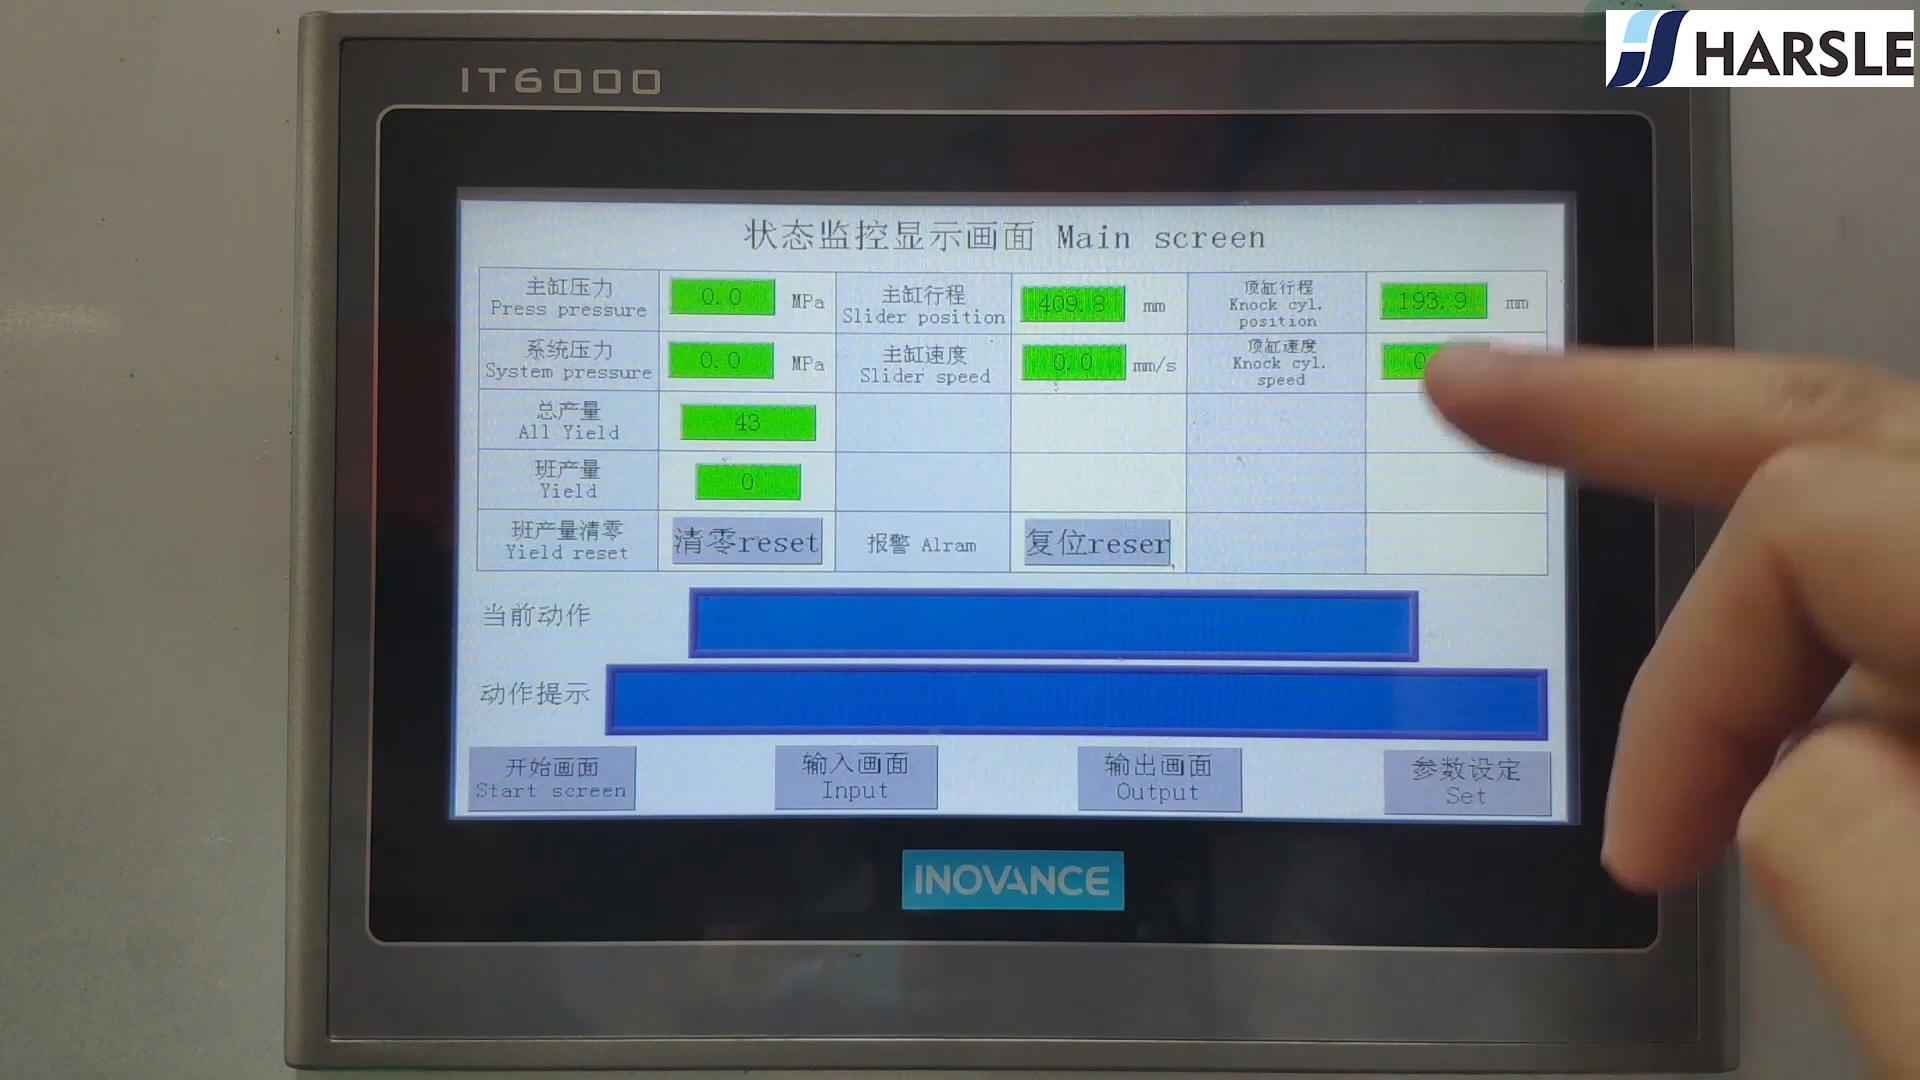 HARSLE
IT6000
状态监控显示画面 Main screen
主缸压力
Press pressure
0.0 MPa
主缸行程
Slider position
409.8 mm
顶缸行程
Knock cyl.
position
193.9 mm
系统压力
System pressure
0.0 MPa
主缸速度
Slider speed
0.0 mm/s
顶缸速度
Knock cyl.
speed
总产量
All Yield
43
班产量
Yield
0
班产量清零
Yield reset
清零reset
报警 Alram
复位reser
当前动作
动作提示
开始画面
Start screen
输入画面
Input
输出画面
Output
参数设定
Set
INOVANCE